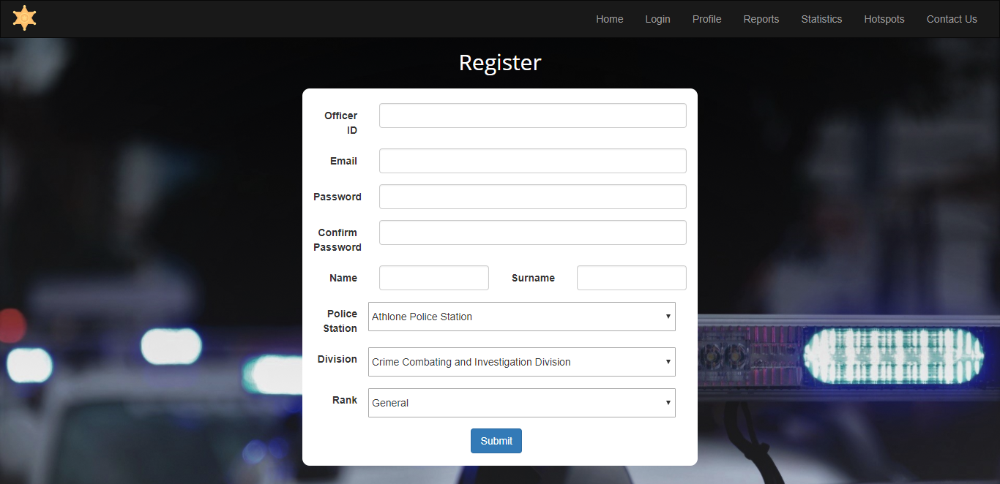 Home Login Profile Reports Statistics Hotspots Contact Us
Register
Officer
ID
Email
Password
Confirm
Password
Name Surname
Police
Station
Athlone Police Station
Division Crime Combating and Investigation Division
Rank General
Submit